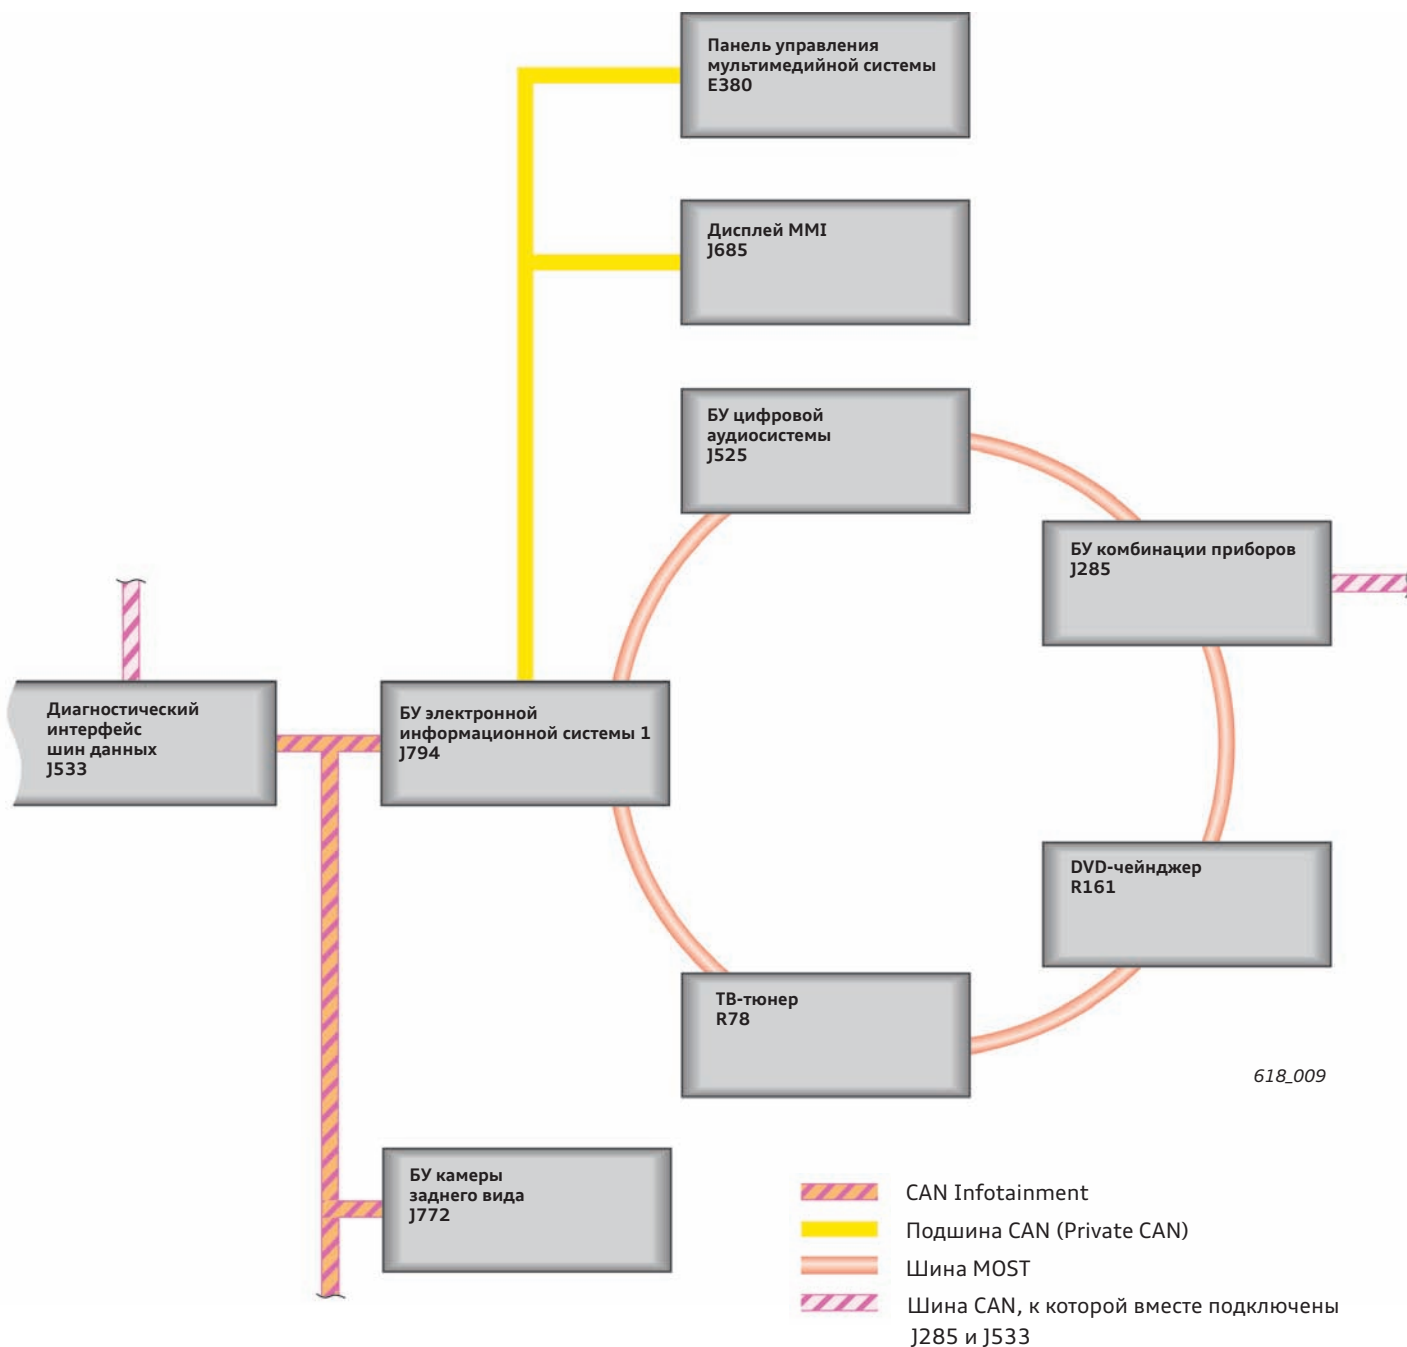 Панель управления
мультимедийной системы
E380
Дисплей MMI
J685
БУ цифровой
аудиосистемы
J525
БУ комбинации приборов
J285
Диагностический
интерфейс
шин данных
J533
БУ электронной
информационной системы 1
J794
DVD-чейнджер
R161
ТВ-тюнер
R78
618_009
БУ камеры
заднего вида
J772
CAN Infotainment
Подшина CAN (Private CAN)
Шина MOST
Шина CAN, к которой вместе подключены
J285 и J533